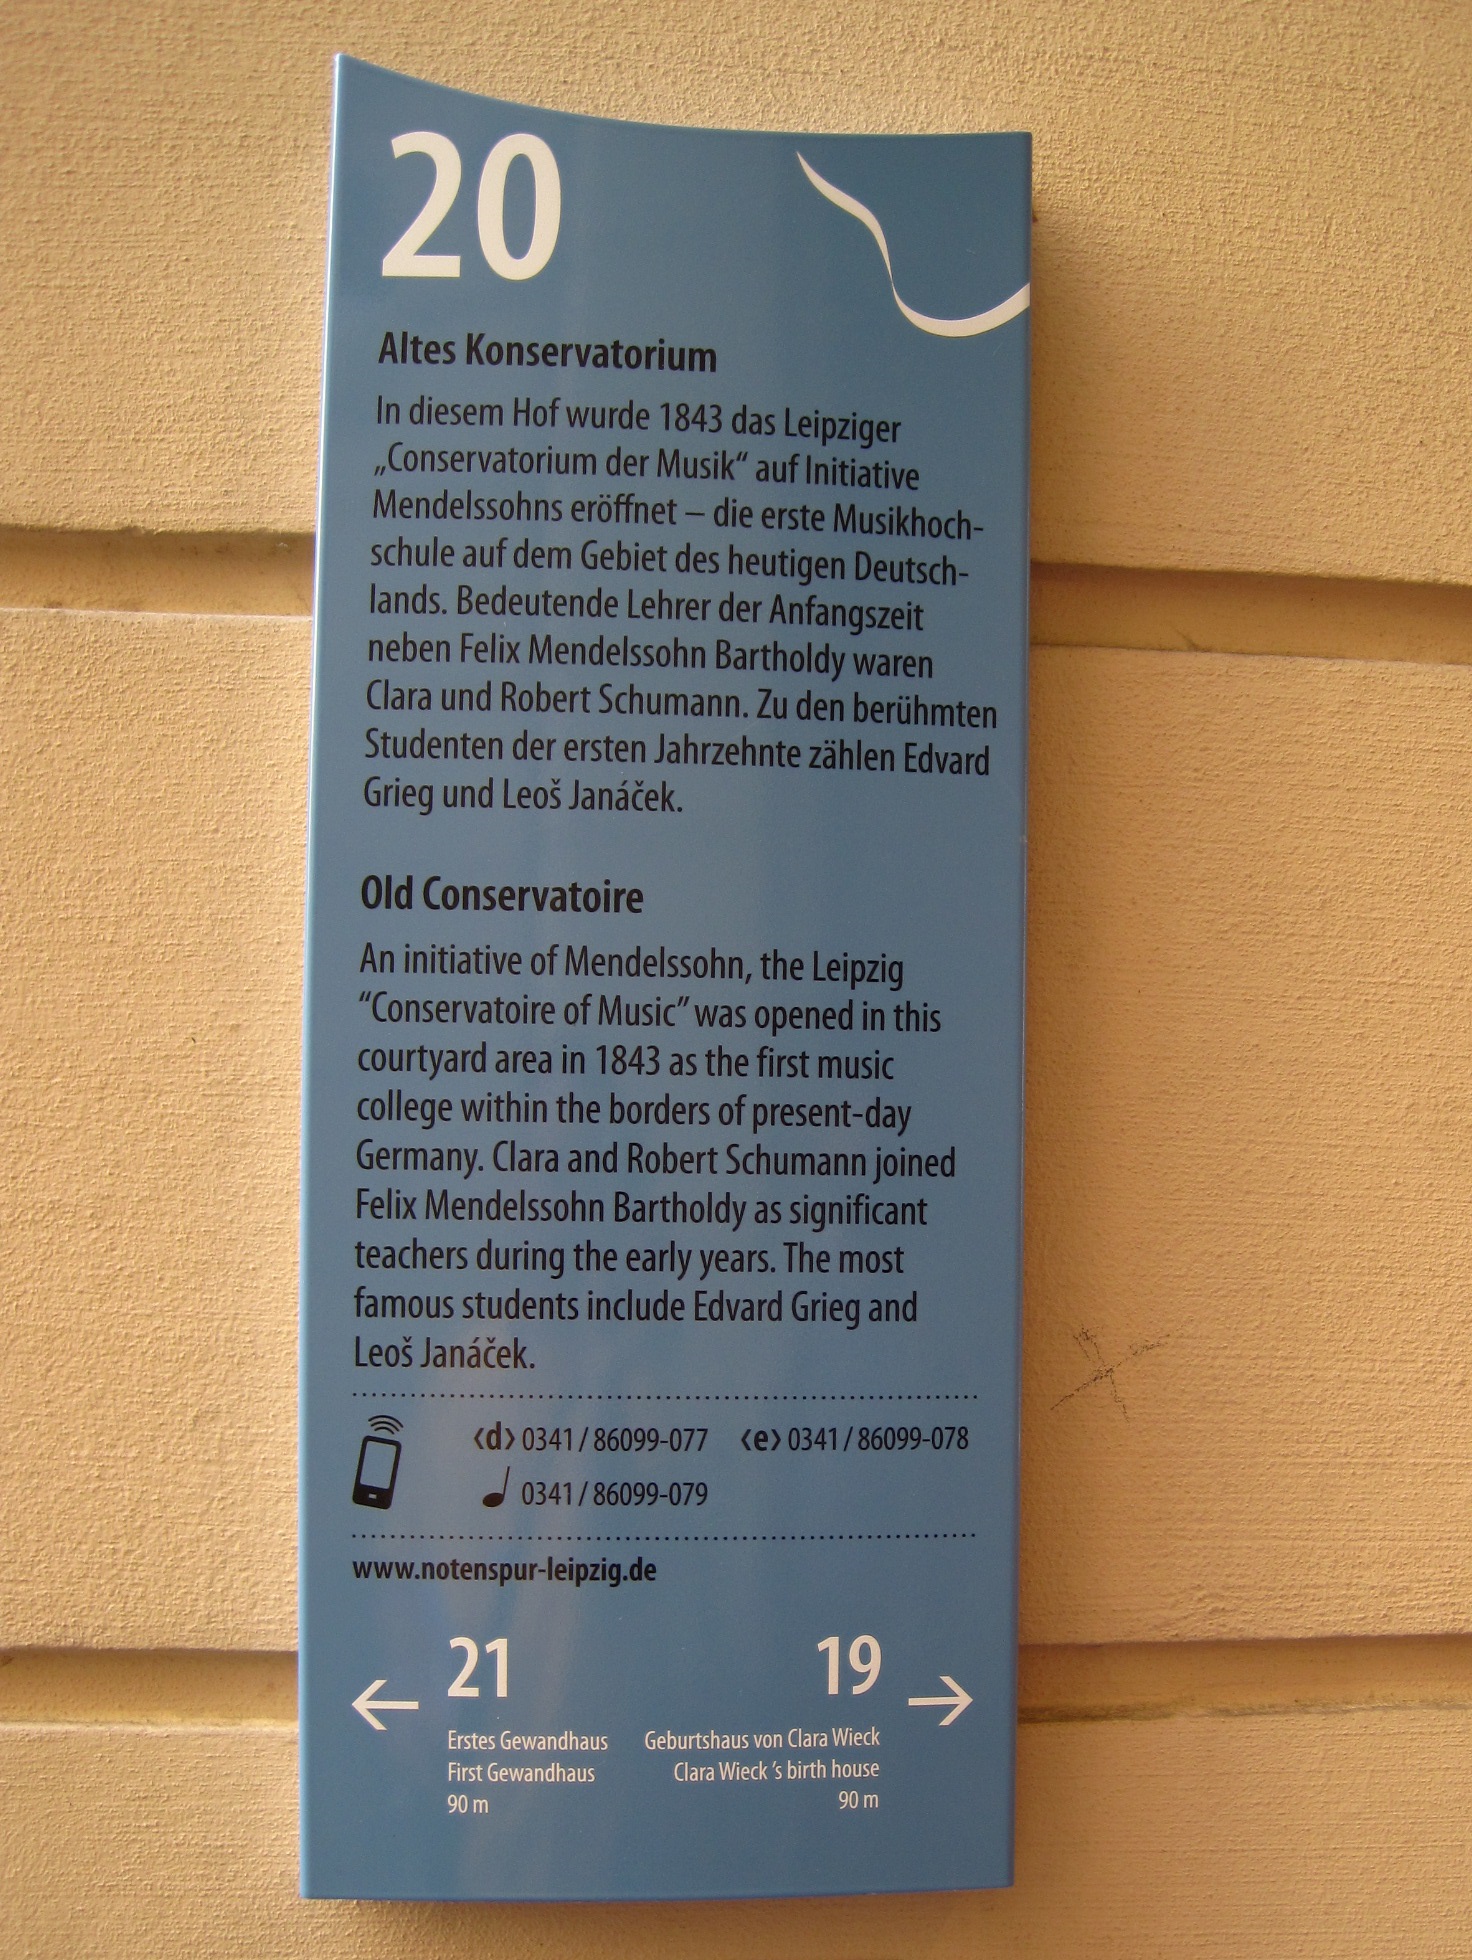 20
Altes Konservatorium
In diesem Hof wurde 1843 das Leipziger
„Conservatorium der Musik“ auf Initiative
Mendelssohns eröffnet – die erste Musikhoch-
schule auf dem Gebiet des heutigen Deutsch-
lands. Bedeutende Lehrer der Anfangszeit
neben Felix Mendelssohn Bartholdy waren
Clara und Robert Schumann. Zu den berühmten
Studenten der ersten Jahrzehnte zählen Edvard
Grieg und Leoš Janáček.
Old Conservatoire
An initiative of Mendelssohn, the Leipzig
“Conservatoire of Music” was opened in this
courtyard area in 1843 as the first music
college within the borders of present-day
Germany. Clara and Robert Schumann joined
Felix Mendelssohn Bartholdy as significant
teachers during the early years. The most
famous students include Edvard Grieg and
Leoš Janáček.
‹d› 0341 / 86099-077 ‹e› 0341 / 86099-078
0341 / 86099-079
www.notenspur-leipzig.de
← 21
Erstes Gewandhaus
First Gewandhaus
90 m
19 →
Geburtshaus von Clara Wieck
Clara Wieck ’s birth house
90 m